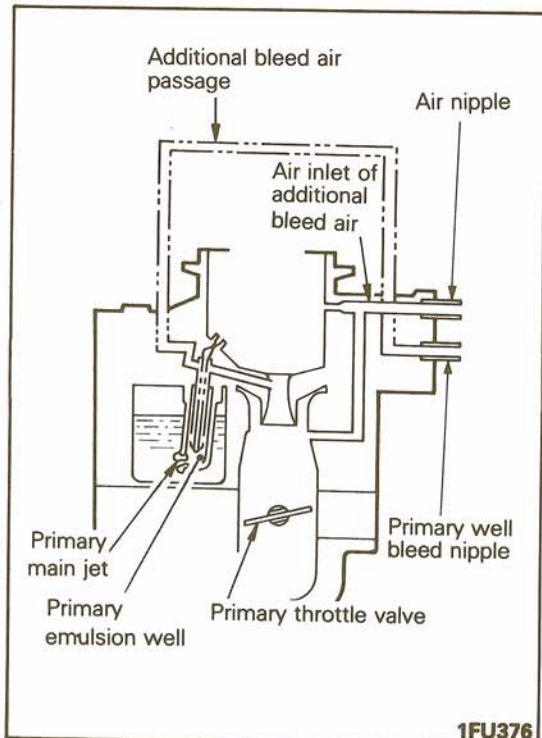 Additional bleed air
passage
Air nipple
Air inlet of
additional
bleed air
Primary
main jet
Primary
emulsion well
Primary throttle valve
Primary well
bleed nipple
1FU376